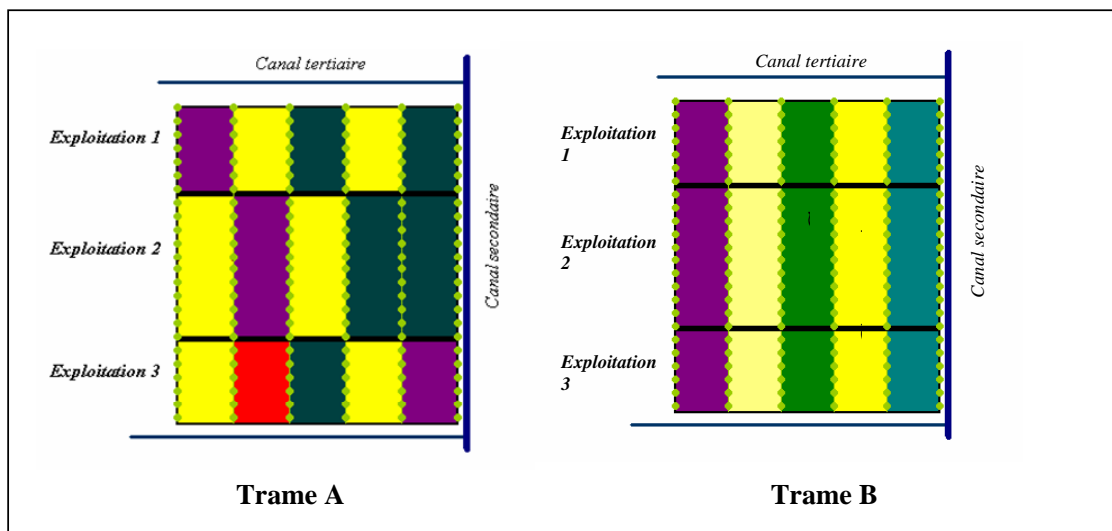 Canal tertiaire
Exploitation 1
Exploitation 2
Exploitation 3
Canal secondaire
Trame A
Canal tertiaire
Exploitation
1
Exploitation
2
Exploitation
3
Canal secondaire
Trame B